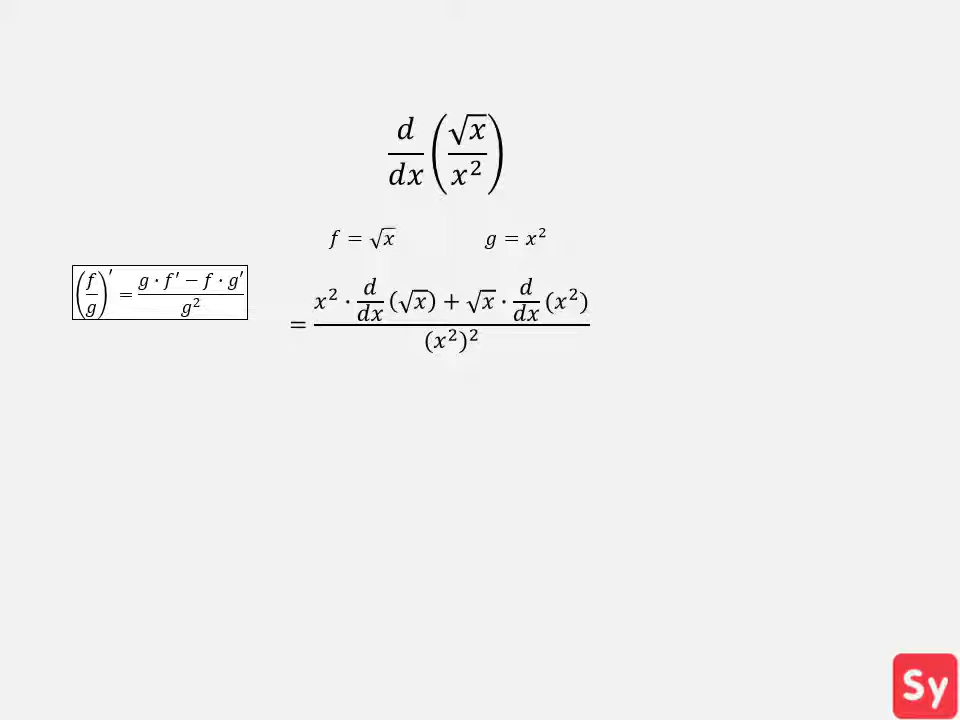 d/dx (√x / x²)
f = √x    g = x²
(f/g)′ = (g · f′ − f · g′) / g²
= (x² · d/dx (√x) + √x · d/dx (x²)) / (x²)²
Sy